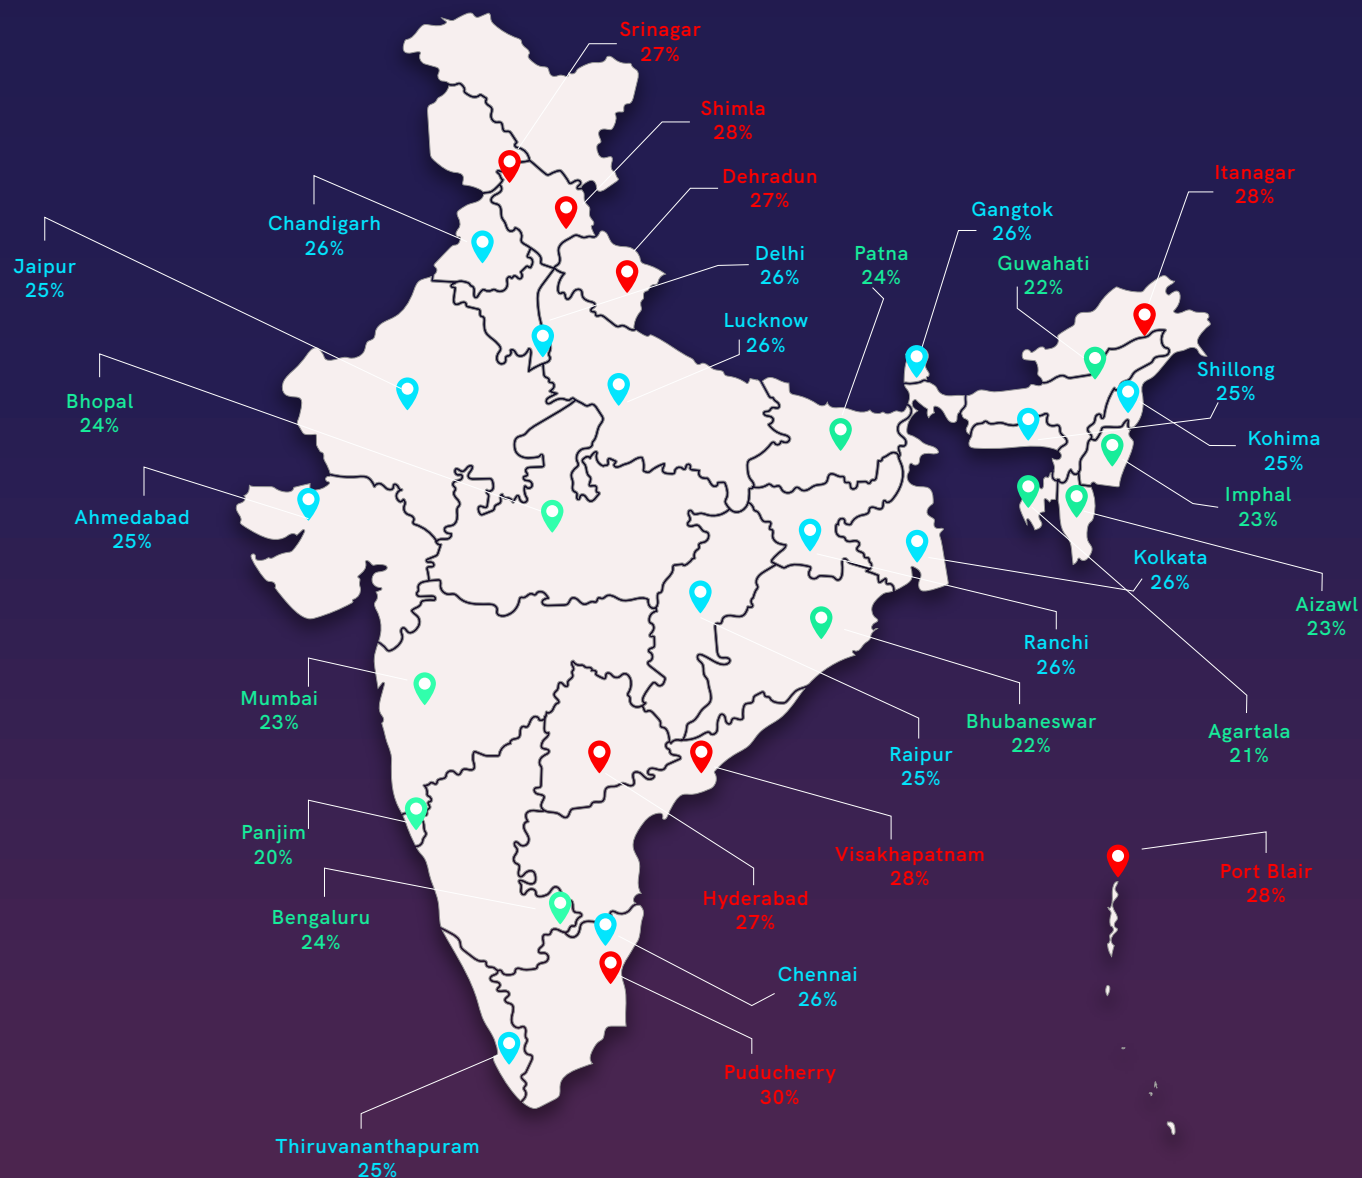 Srinagar
27%
Shimla
28%
Dehradun
27%
Itanagar
28%
Chandigarh
26%
Gangtok
26%
Jaipur
25%
Delhi
26%
Patna
24%
Guwahati
22%
Lucknow
26%
Shillong
25%
Bhopal
24%
Kohima
25%
Ahmedabad
25%
Imphal
23%
Kolkata
26%
Aizawl
23%
Ranchi
26%
Mumbai
23%
Bhubaneswar
22%
Agartala
21%
Raipur
25%
Panjim
20%
Visakhapatnam
28%
Port Blair
28%
Hyderabad
27%
Bengaluru
24%
Chennai
26%
Puducherry
30%
Thiruvananthapuram
25%